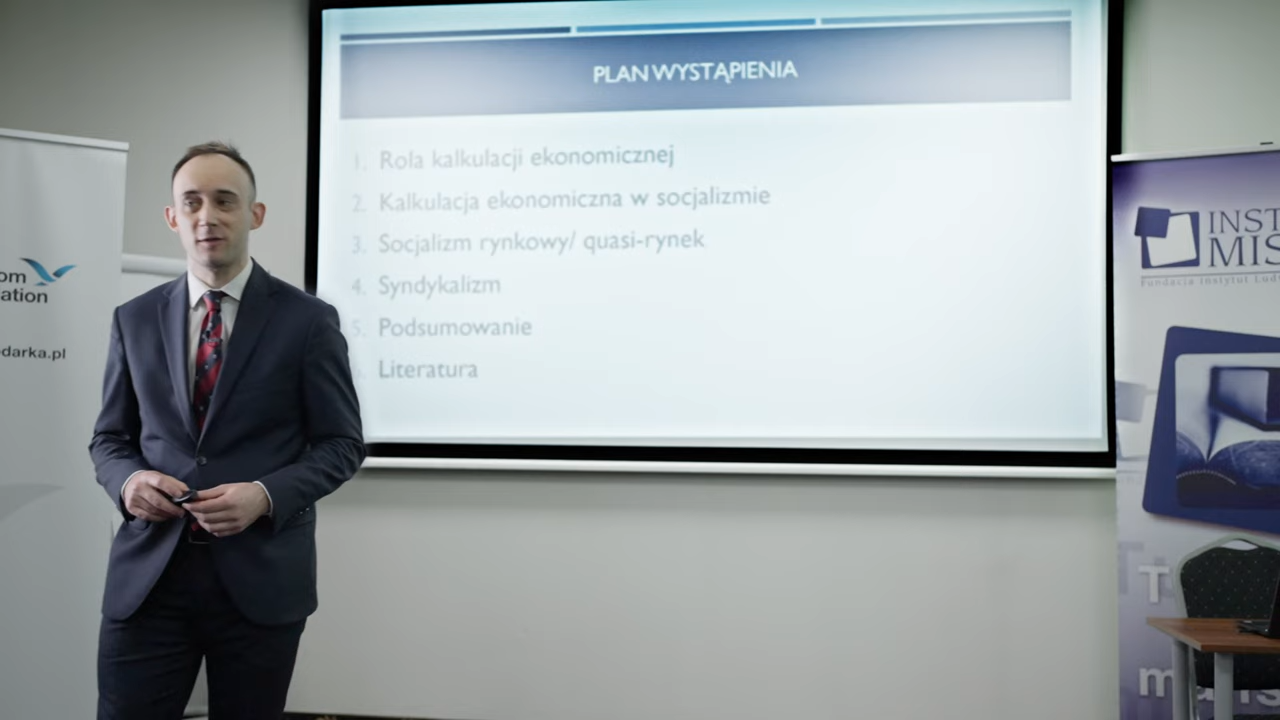 PLAN WYSTĄPIENIA
1. Rola kalkulacji ekonomicznej
2. Kalkulacja ekonomiczna w socjalizmie
3. Socjalizm rynkowy/ quasi-rynek
4. Syndykalizm
5. Podsumowanie
Literatura
om
ation
darka.pl
INST
MIS
Fundacja Instytut Lud
T
m